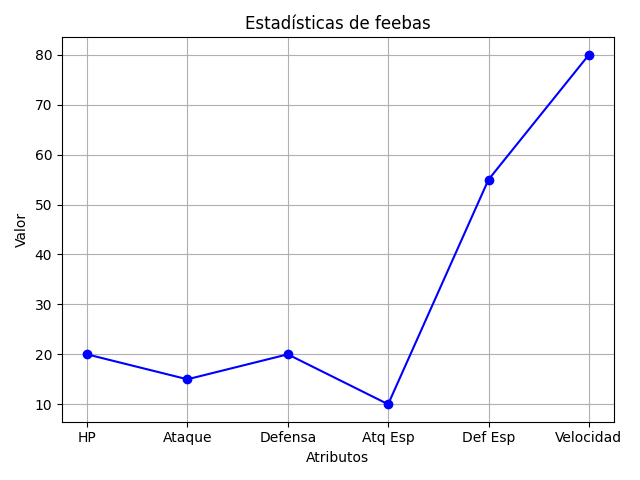 Estadísticas de feebas
Valor
80
70
60
50
40
30
20
10
HP Ataque Defensa Atq Esp Def Esp Velocidad
Atributos